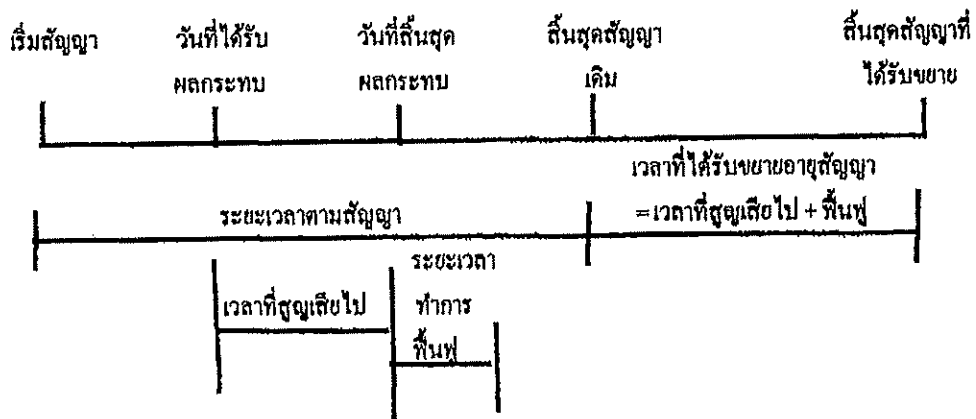 เริ่มสัญญา
วันที่ได้รับ
ผลกระทบ
วันที่สิ้นสุด
ผลกระทบ
สิ้นสุดสัญญา
เดิม
สิ้นสุดสัญญาที่
ได้รับขยาย
เวลาที่ได้รับขยายอายุสัญญา
=เวลาที่สูญเสียไป + ฟื้นฟู
ระยะเวลาตามสัญญา
เวลาที่สูญเสียไป
ระยะเวลา
ทำการ
ฟื้นฟู